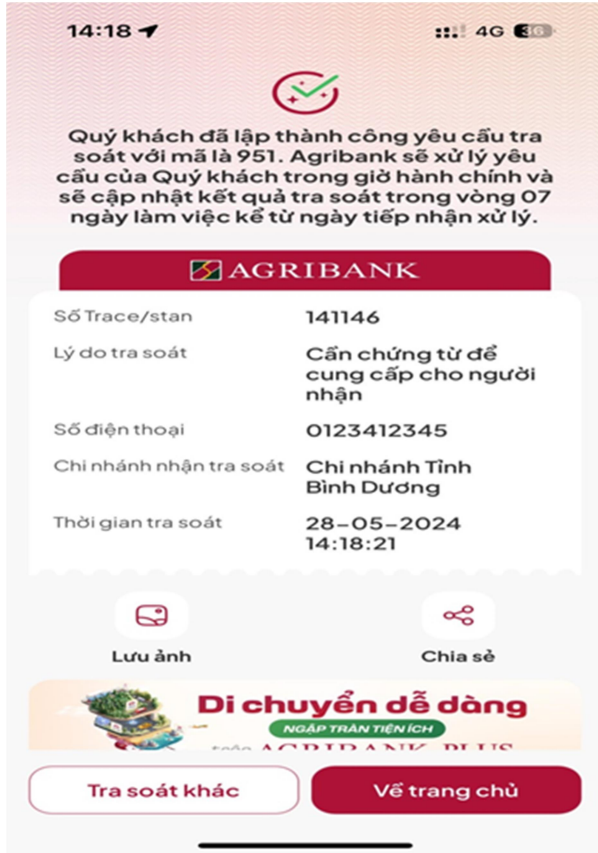 14:18
4G 36
Quý khách đã lập thành công yêu cầu tra
soát với mã là 951. Agribank sẽ xử lý yêu
cầu của Quý khách trong giờ hành chính và
sẽ cập nhật kết quả tra soát trong vòng 07
ngày làm việc kể từ ngày tiếp nhận xử lý.
AGRIBANK
Số Trace/stan 141146
Lý do tra soát Cần chứng từ để
cung cấp cho người
nhận
Số điện thoại 0123412345
Chi nhánh nhận tra soát Chi nhánh Tỉnh
Bình Dương
Thời gian tra soát 28-05-2024
14:18:21
Lưu ảnh
Chia sẻ
Di chuyển dễ dàng
NGẬP TRÀN TIỆN ÍCH
AGRIBANK PLUS
Tra soát khác
Về trang chủ